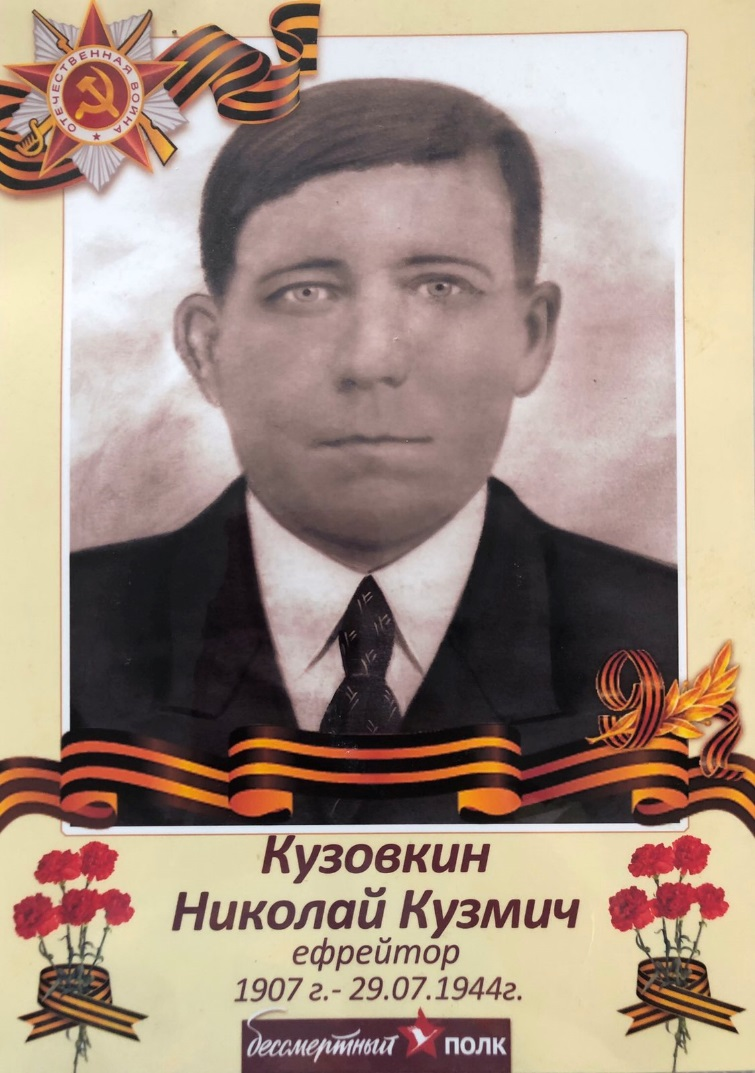 ОТЕЧЕСТВЕННАЯ ВОЙНА
Кузовкин
Николай Кузмич
ефрейтор
1907 г.- 29.07.1944г.
бессмертный полк